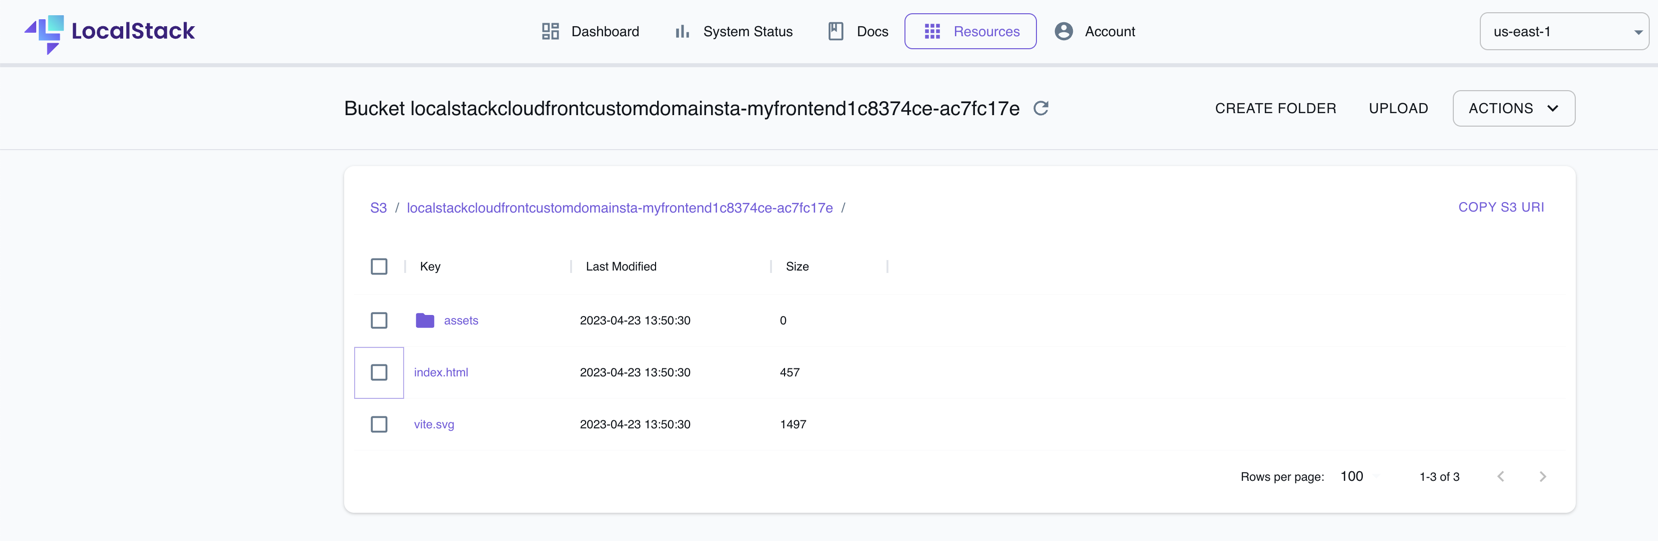 LocalStack
Dashboard
System Status
Docs
Resources
Account
us-east-1
Bucket localstackcloudfrontcustomdomainsta-myfrontend1c8374ce-ac7fc17e
CREATE FOLDER
UPLOAD
ACTIONS
S3 / localstackcloudfrontcustomdomainsta-myfrontend1c8374ce-ac7fc17e /
COPY S3 URI
Key Last Modified Size
assets 2023-04-23 13:50:30 0
index.html 2023-04-23 13:50:30 457
vite.svg 2023-04-23 13:50:30 1497
Rows per page: 100 1-3 of 3